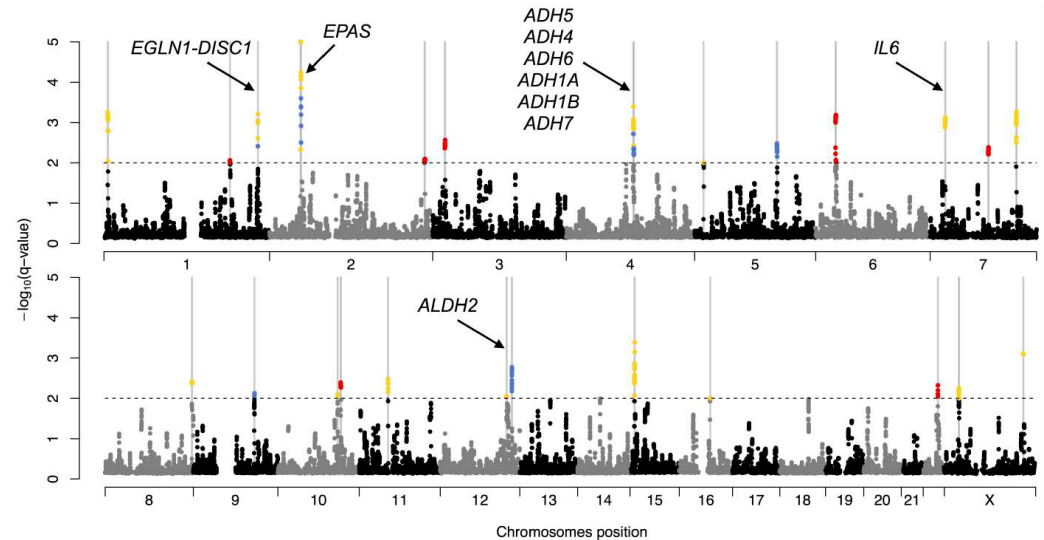 EGLN1-DISC1
EPAS
ADH5
ADH4
ADH6
ADH1A
ADH1B
ADH7
IL6
5
4
3
2
1
0
1 2 3 4 5 6 7
− log10(q−value)
ALDH2
5
4
3
2
1
0
8 9 10 11 12 13 14 15 16 17 18 19 20 21 X
Chromosomes position